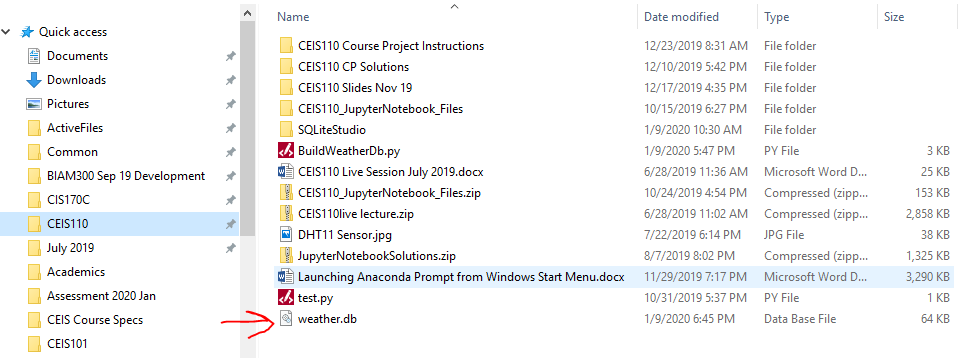 Quick access
Documents
Downloads
Pictures
ActiveFiles
Common
BIAM300 Sep 19 Development
CIS170C
CEIS110
July 2019
Academics
Assessment 2020 Jan
CEIS Course Specs
CEIS101
Name Date modified Type Size
CEIS110 Course Project Instructions 12/23/2019 8:31 AM File folder
CEIS110 CP Solutions 12/10/2019 5:42 PM File folder
CEIS110 Slides Nov 19 12/17/2019 4:35 PM File folder
CEIS110_JupyterNotebook_Files 10/15/2019 6:27 PM File folder
SQLiteStudio 1/9/2020 10:30 AM File folder
BuildWeatherDb.py 1/9/2020 5:47 PM PY File 3 KB
CEIS110 Live Session July 2019.docx 6/28/2019 11:36 AM Microsoft Word D... 25 KB
CEIS110_JupyterNotebook_Files.zip 10/24/2019 4:54 PM Compressed (zipp... 153 KB
CEIS110live lecture.zip 6/28/2019 11:02 AM Compressed (zipp... 2,858 KB
DHT11 Sensor.jpg 7/22/2019 6:14 PM JPG File 38 KB
JupyterNotebookSolutions.zip 8/7/2019 8:02 PM Compressed (zipp... 1,325 KB
Launching Anaconda Prompt from Windows Start Menu.docx 11/29/2019 7:17 PM Microsoft Word D... 3,290 KB
test.py 10/31/2019 5:37 PM PY File 1 KB
weather.db 1/9/2020 6:45 PM Data Base File 64 KB